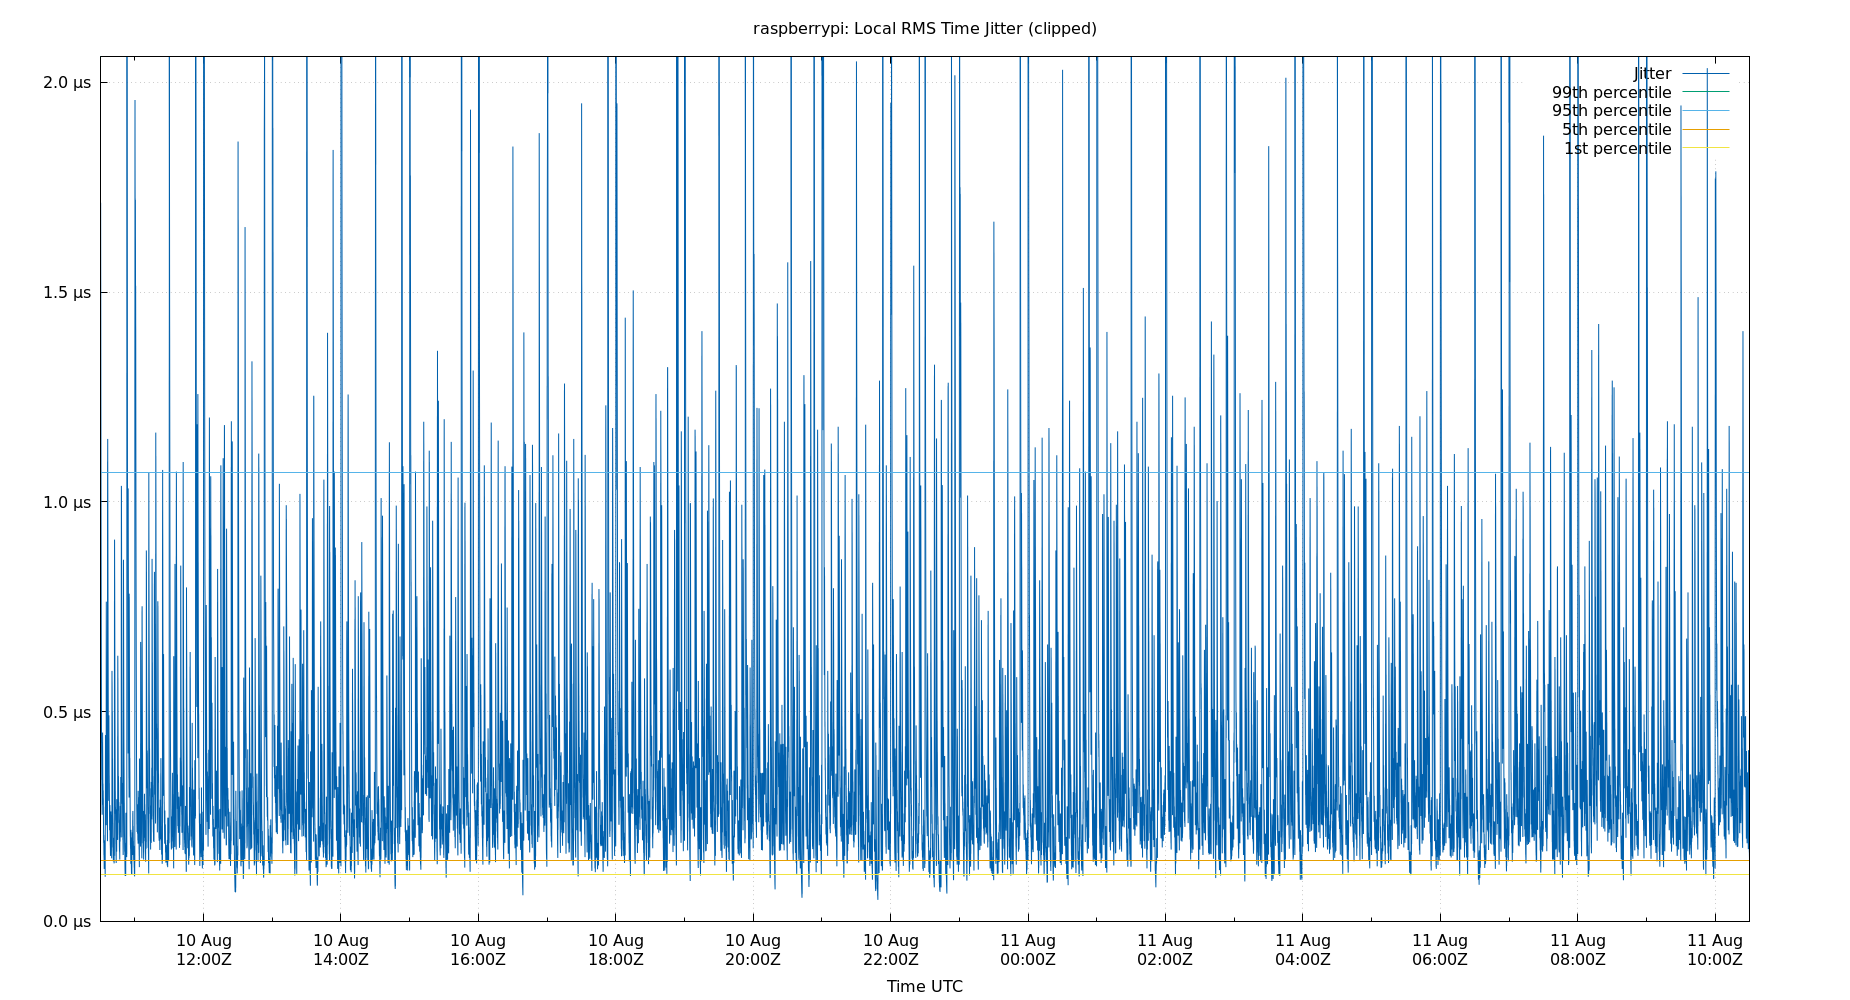 raspberrypi: Local RMS Time Jitter (clipped)
2.0 µs
1.5 µs
1.0 µs
0.5 µs
0.0 µs
Jitter
99th percentile
95th percentile
5th percentile
1st percentile
10 Aug 12:00Z
10 Aug 14:00Z
10 Aug 16:00Z
10 Aug 18:00Z
10 Aug 20:00Z
10 Aug 22:00Z
11 Aug 00:00Z
11 Aug 02:00Z
11 Aug 04:00Z
11 Aug 06:00Z
11 Aug 08:00Z
11 Aug 10:00Z
Time UTC